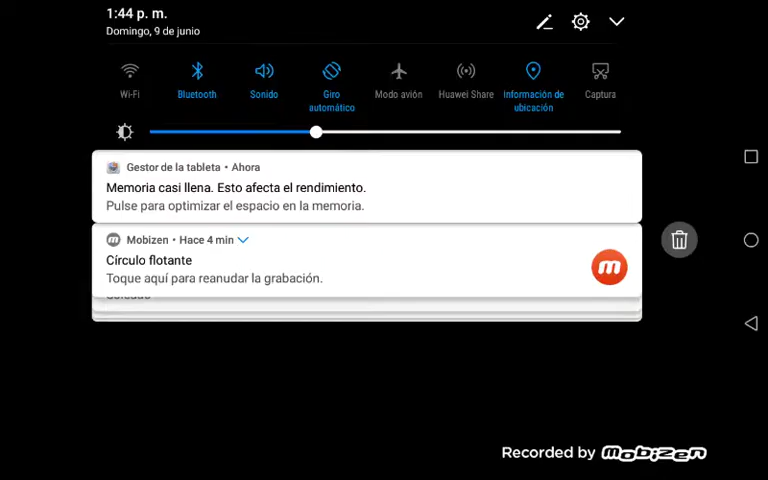 1:44 p. m.
Domingo, 9 de junio
Wi-Fi
Bluetooth
Sonido
Giro
automático
Modo avión
Huawei Share
Información de
ubicación
Captura
Gestor de la tableta • Ahora
Memoria casi llena. Esto afecta el rendimiento.
Pulse para optimizar el espacio en la memoria.
Mobizen • Hace 4 min
Círculo flotante
Toque aquí para reanudar la grabación.
m
Recorded by Mobizen